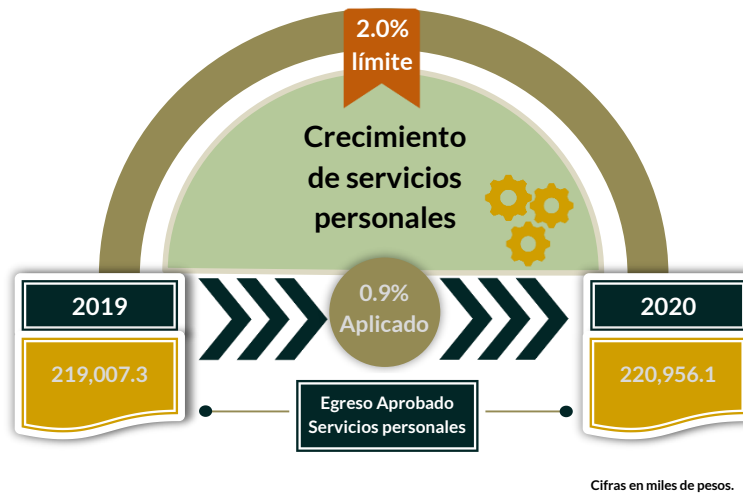 2.0%
límite
Crecimiento
de servicios
personales
2019
0.9%
Aplicado
2020
219,007.3
220,956.1
Egreso Aprobado
Servicios personales
Cifras en miles de pesos.